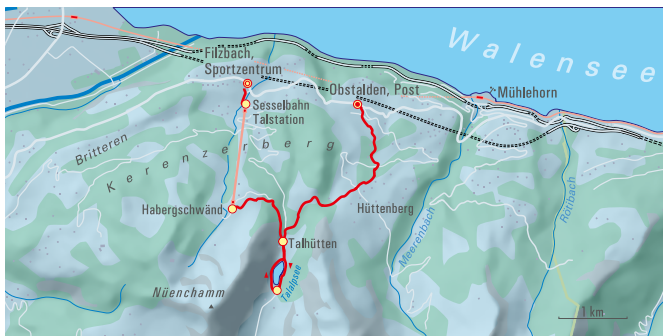 Walensee
Filzbach,
Sportzentrum
Obstalden, Post
Mühlehorn
Sesselbahn
Talstation
Britteren
Kerenzerberg
Habergschwänd
Hüttenberg
Talhütten
Meerenbach
Rötibach
Talalpsee
Nüenchamm
1 km